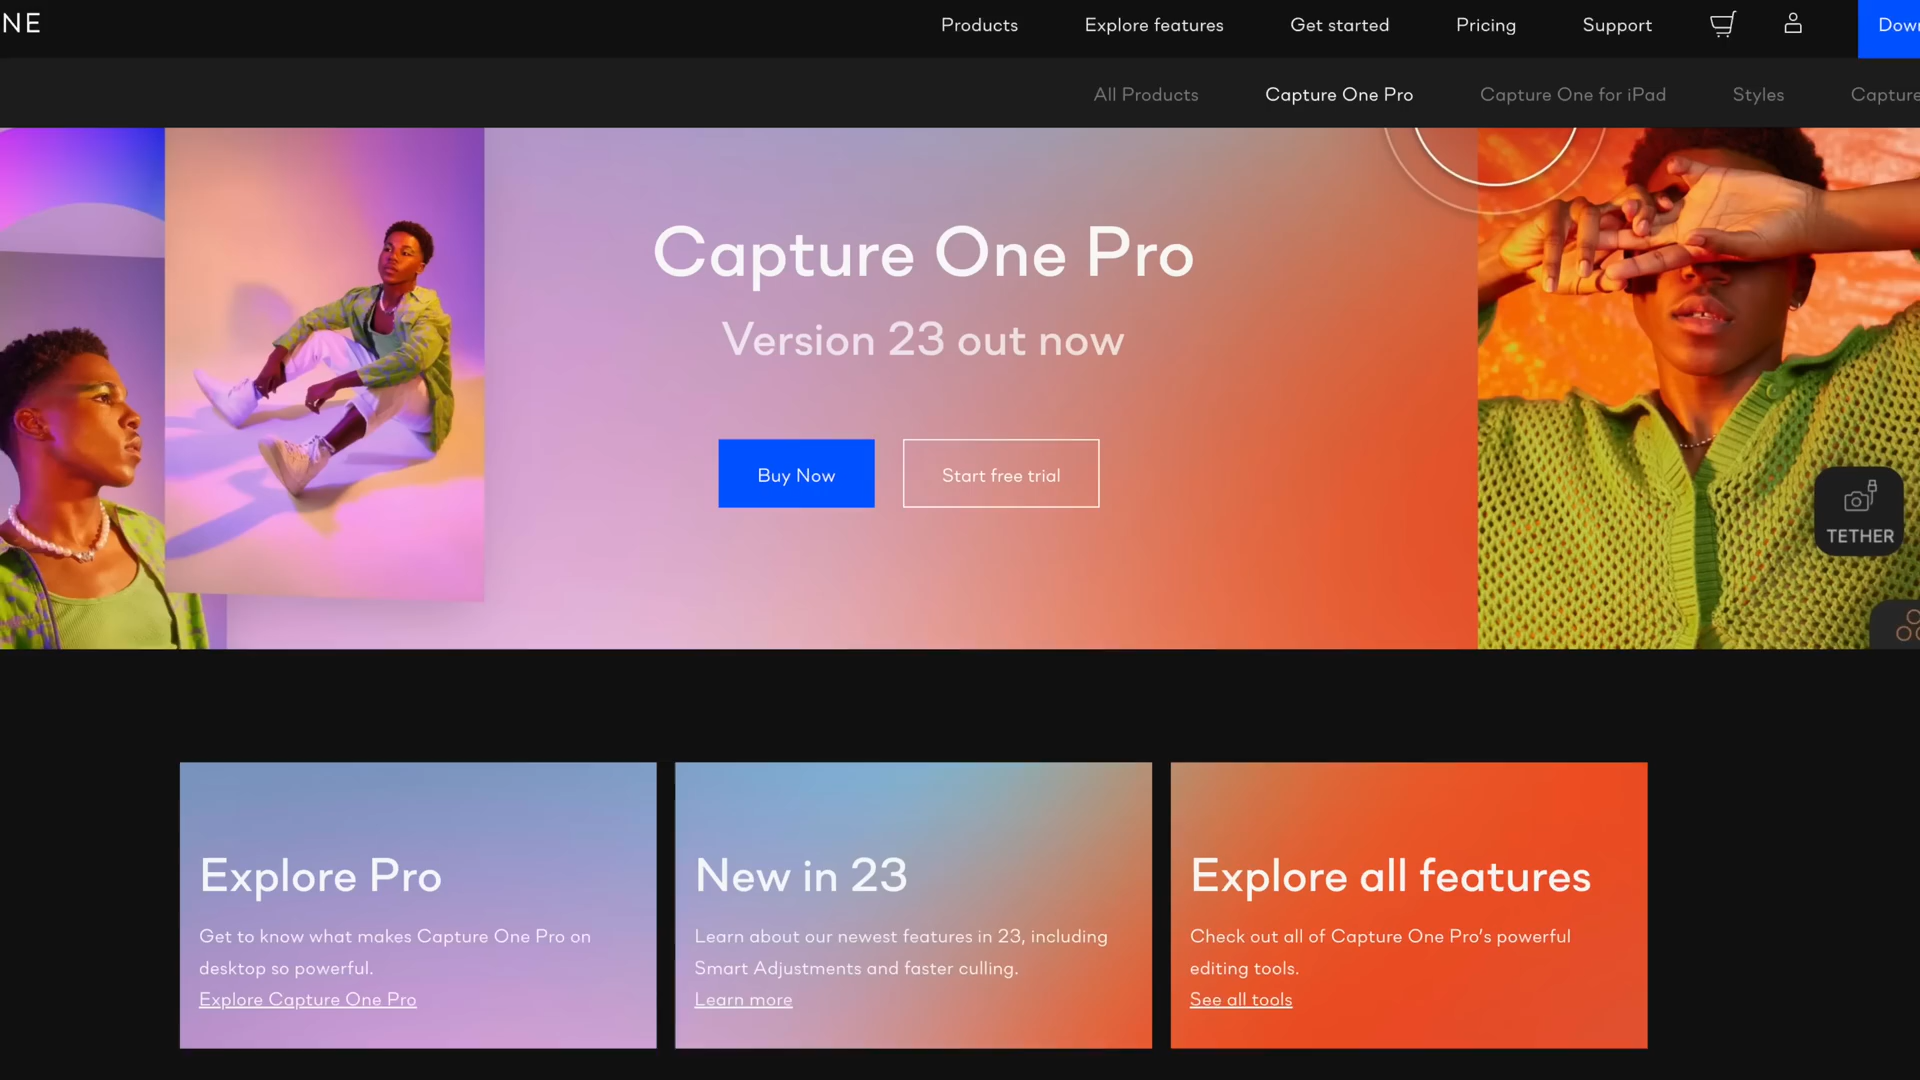 NE
Products
Explore features
Get started
Pricing
Support
Dow
All Products
Capture One Pro
Capture One for iPad
Styles
Capture
Capture One Pro
Version 23 out now
Buy Now
Start free trial
TETHER
Explore Pro
Get to know what makes Capture One Pro on
desktop so powerful.
Explore Capture One Pro
New in 23
Learn about our newest features in 23, including
Smart Adjustments and faster culling.
Learn more
Explore all features
Check out all of Capture One Pro's powerful
editing tools.
See all tools